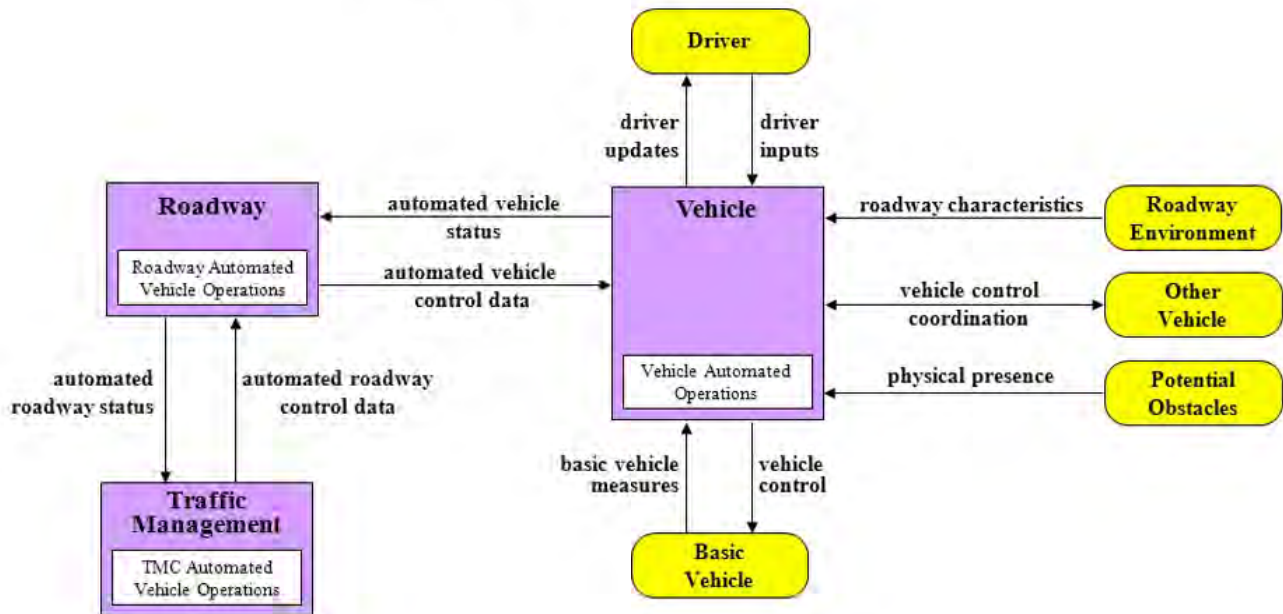 Driver
driver
updates
driver
inputs
Roadway
Roadway Automated
Vehicle Operations
automated vehicle
status
automated vehicle
control data
Vehicle
Vehicle Automated
Operations
roadway characteristics
Roadway
Environment
vehicle control
coordination
Other
Vehicle
physical presence
Potential
Obstacles
automated
roadway status
automated roadway
control data
basic vehicle
measures
vehicle
control
Traffic
Management
TMC Automated
Vehicle Operations
Basic
Vehicle